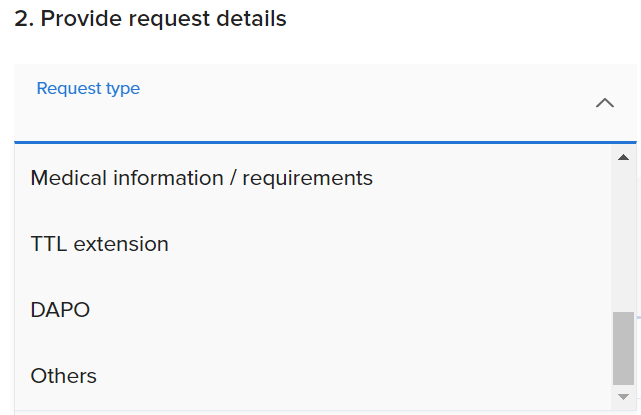 2. Provide request details
Request type
Medical information / requirements
TTL extension
DAPO
Others